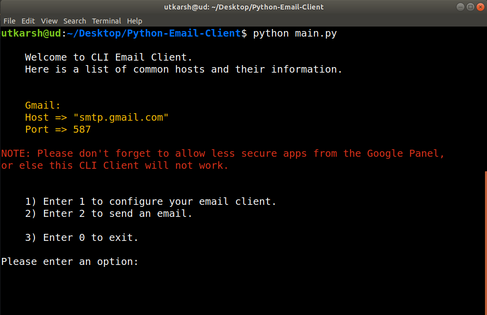 utkarsh@ud: ~/Desktop/Python-Email-Client
File Edit View Search Terminal Help
utkarsh@ud:~/Desktop/Python-Email-Client$ python main.py
Welcome to CLI Email Client.
Here is a list of common hosts and their information.
Gmail:
Host => "smtp.gmail.com"
Port => 587
NOTE: Please don't forget to allow less secure apps from the Google Panel,
or else this CLI Client will not work.
1) Enter 1 to configure your email client.
2) Enter 2 to send an email.
3) Enter 0 to exit.
Please enter an option: